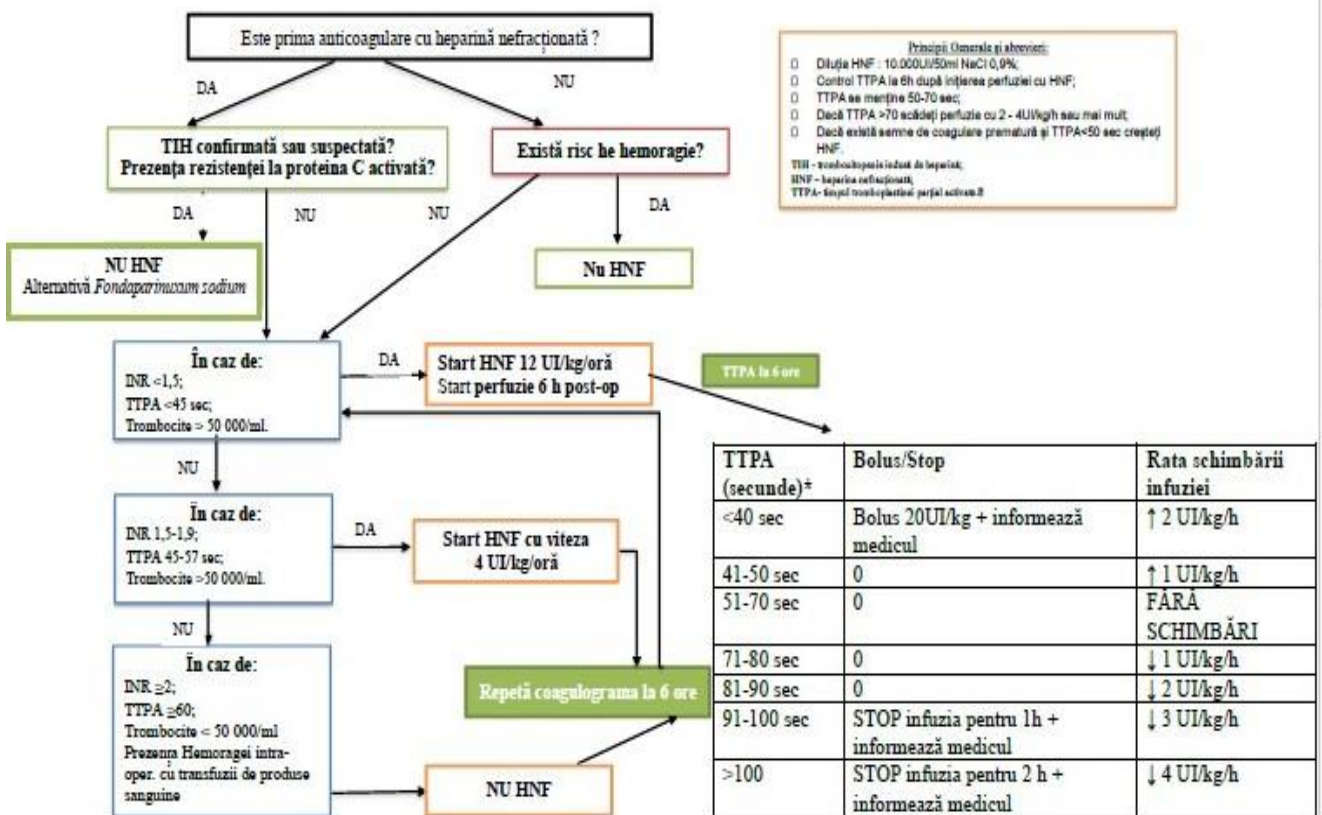 Este prima anticoagulare cu heparină nefracționată ?
DA
NU
Principii Generale și abrevieri:
Diluția HNF : 10.000UI/50ml NaCl 0,9%;
Control TTPA la 6h după inițierea perfuziei cu HNF;
TTPA se menține 50-70 sec;
Dacă TTPA >70 scădeți perfuzie cu 2 - 4UI/kg/h sau mai mult;
Dacă există semne de coagulare prematură și TTPA<50 sec creșteți
HNF.
TIH – trombocitopenie indusă de heparină;
HNF – heparina nefracționată;
TTPA- timpul tromboplastinei parțial activate.
TIH confirmată sau suspectată?
Prezența rezistenței la proteina C activată?
Există risc he hemoragie?
DA
NU
NU
DA
NU HNF
Alternativă Fondaparinuxum sodium
Nu HNF
În caz de:
INR <1,5;
TTPA <45 sec;
Trombocite > 50 000/ml.
DA
Start HNF 12 UI/kg/oră
Start perfuzie 6 h post-op
TTPA la 6 ore
NU
În caz de:
INR 1,5-1,9;
TTPA 45-57 sec;
Trombocite >50 000/ml.
DA
Start HNF cu viteza
4 UI/kg/oră
NU
În caz de:
INR ≥2;
TTPA ≥60;
Trombocite < 50 000/ml
Prezența Hemoragei intra-
oper. cu transfuzii de produse
sanguine
Repetă coagulograma la 6 ore
NU HNF
TTPA (secunde)± Bolus/Stop Rata schimbării infuziei
<40 sec Bolus 20UI/kg + informează medicul ↑ 2 UI/kg/h
41-50 sec 0 ↑ 1 UI/kg/h
51-70 sec 0 FĂRĂ SCHIMBĂRI
71-80 sec 0 ↓ 1 UI/kg/h
81-90 sec 0 ↓ 2 UI/kg/h
91-100 sec STOP infuzia pentru 1h + informează medicul ↓ 3 UI/kg/h
>100 STOP infuzia pentru 2 h + informează medicul ↓ 4 UI/kg/h